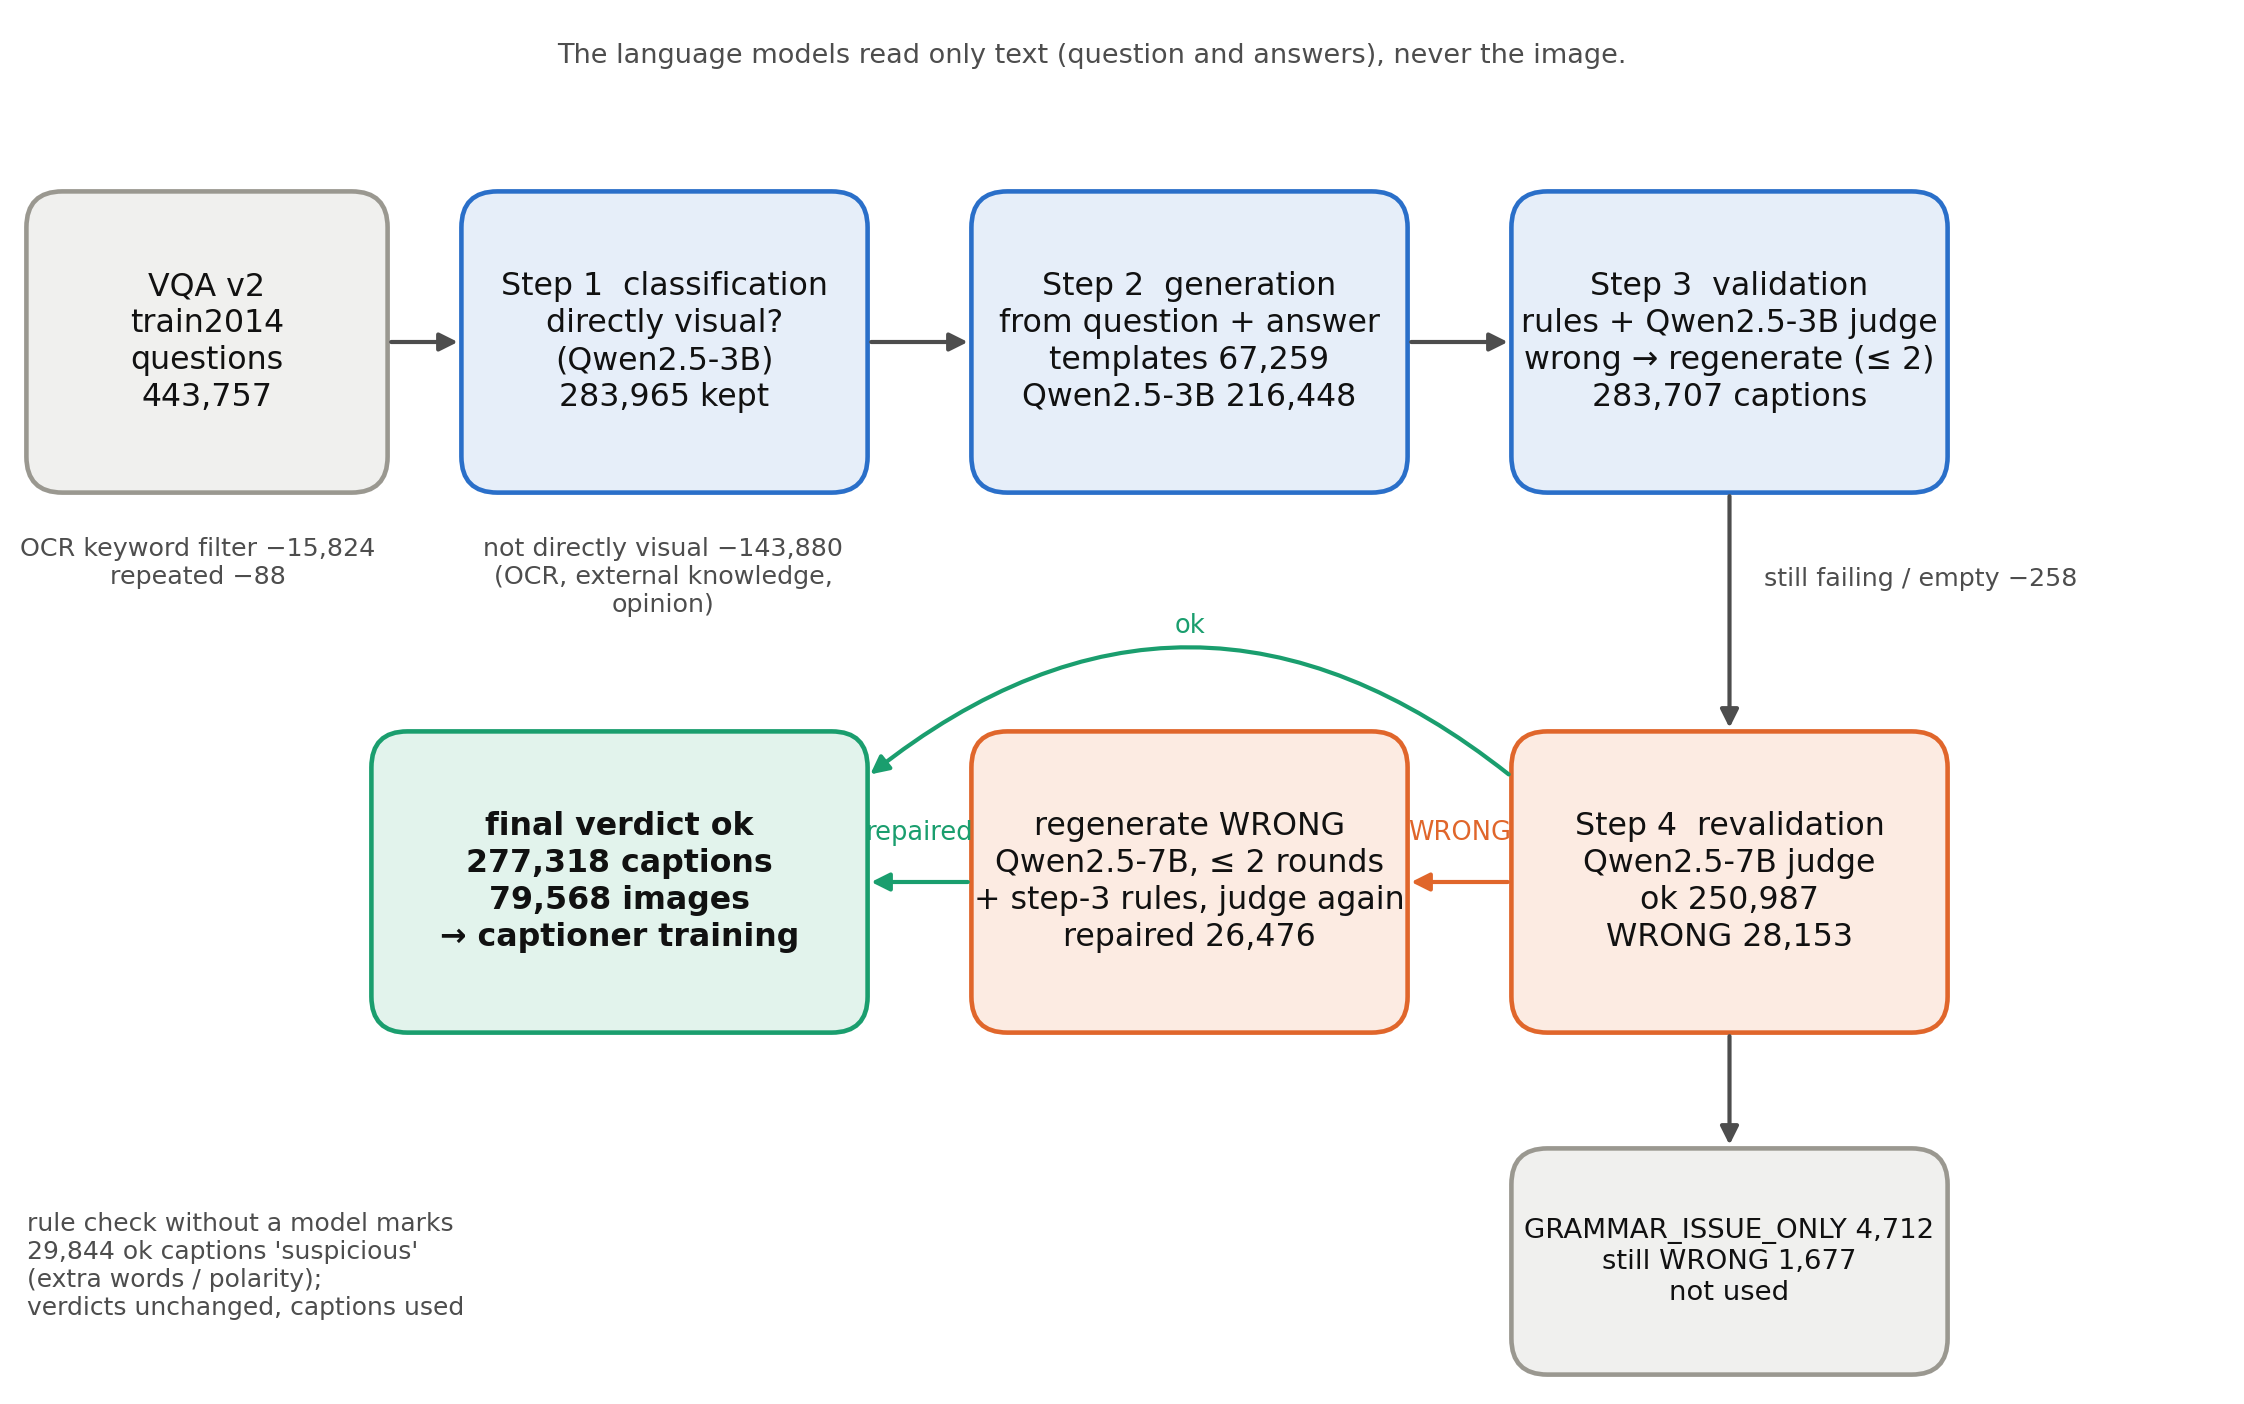 The language models read only text (question and answers), never the image.
VQA v2
train2014
questions
443,757
Step 1  classification
directly visual?
(Qwen2.5-3B)
283,965 kept
Step 2  generation
from question + answer
templates 67,259
Qwen2.5-3B 216,448
Step 3  validation
rules + Qwen2.5-3B judge
wrong → regenerate (≤ 2)
283,707 captions
OCR keyword filter −15,824
repeated −88
not directly visual −143,880
(OCR, external knowledge,
opinion)
still failing / empty −258
ok
final verdict ok
277,318 captions
79,568 images
→ captioner training
repaired
regenerate WRONG
Qwen2.5-7B, ≤ 2 rounds
+ step-3 rules, judge again
repaired 26,476
WRONG
Step 4  revalidation
Qwen2.5-7B judge
ok 250,987
WRONG 28,153
rule check without a model marks
29,844 ok captions 'suspicious'
(extra words / polarity);
verdicts unchanged, captions used
GRAMMAR_ISSUE_ONLY 4,712
still WRONG 1,677
not used